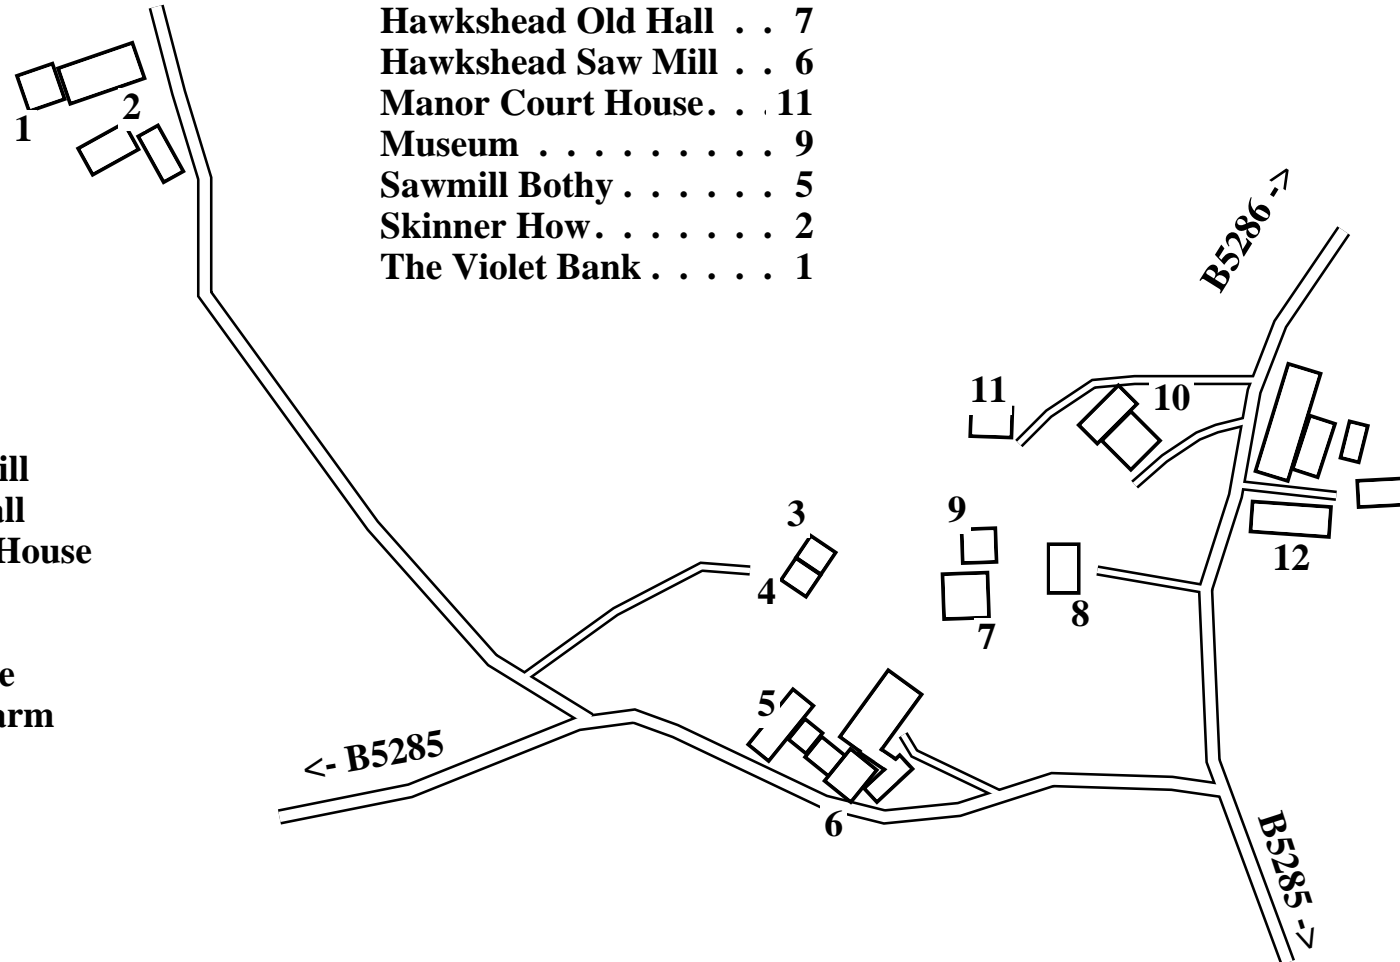 Hawkshead Old Hall . . 7
Hawkshead Saw Mill . . 6
Manor Court House. . . 11
Museum . . . . . . . . . 9
Sawmill Bothy . . . . . . 5
Skinner How. . . . . . . 2
The Violet Bank . . . . . 1
ill
all
House
e
arm
1
2
3
4
5
6
7
8
9
10
11
12
B5286 ->
<- B5285
B5285 ->